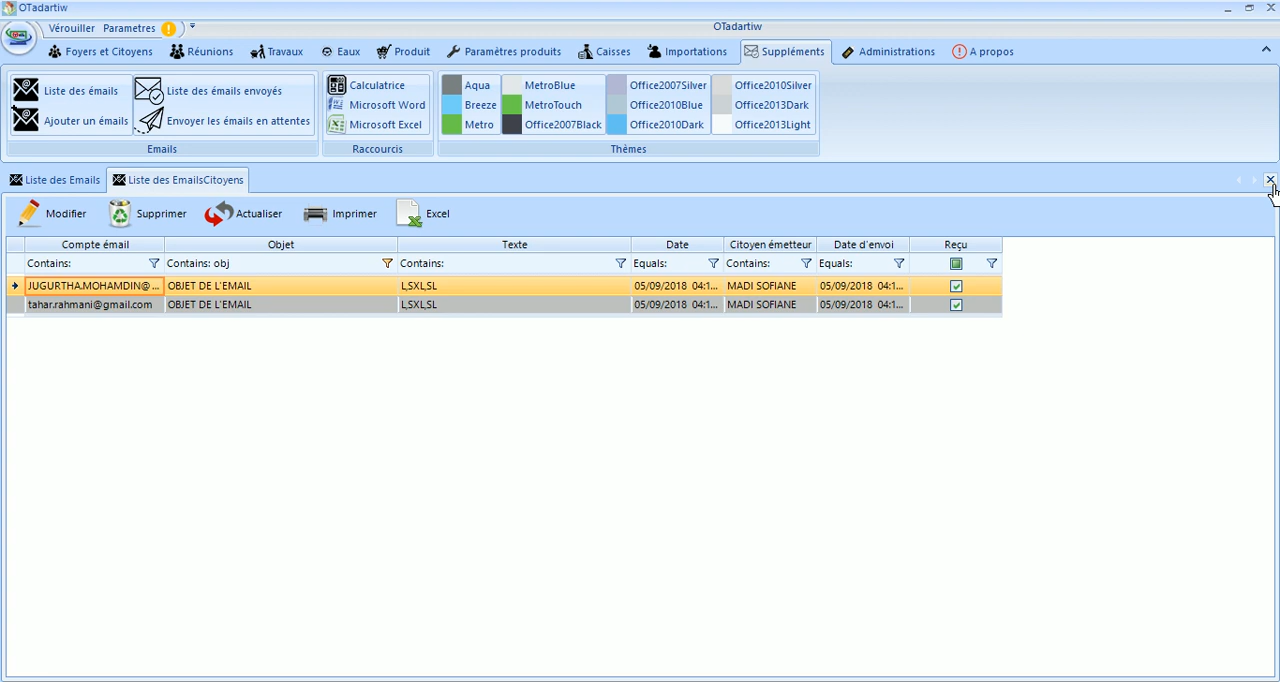 OTadartiw
Vérouiller Parametres
OTadartiw
Foyers et Citoyens Réunions Travaux Eaux Produit Paramètres produits Caisses Importations Suppléments Administrations A propos
Liste des émails Liste des émails envoyés
Ajouter un émails Envoyer les émails en attentes
Emails
Calculatrice
Microsoft Word
Microsoft Excel
Raccourcis
Aqua MetroBlue Office2007Silver Office2010Silver
Breeze MetroTouch Office2010Blue Office2013Dark
Metro Office2007Black Office2010Dark Office2013Light
Thèmes
Liste des Emails Liste des EmailsCitoyens
Modifier Supprimer Actualiser Imprimer Excel
Compte émail Objet Texte Date Citoyen émetteur Date d'envoi Reçu
Contains: Contains: obj Contains: Equals: Contains: Equals:
JUGURTHA.MOHAMDIN@ ... OBJET DE L'EMAIL L,SXL,SL 05/09/2018 04:1... MADI SOFIANE 05/09/2018 04:1...
tahar.rahmani@gmail.com OBJET DE L'EMAIL L,SXL,SL 05/09/2018 04:1... MADI SOFIANE 05/09/2018 04:1...